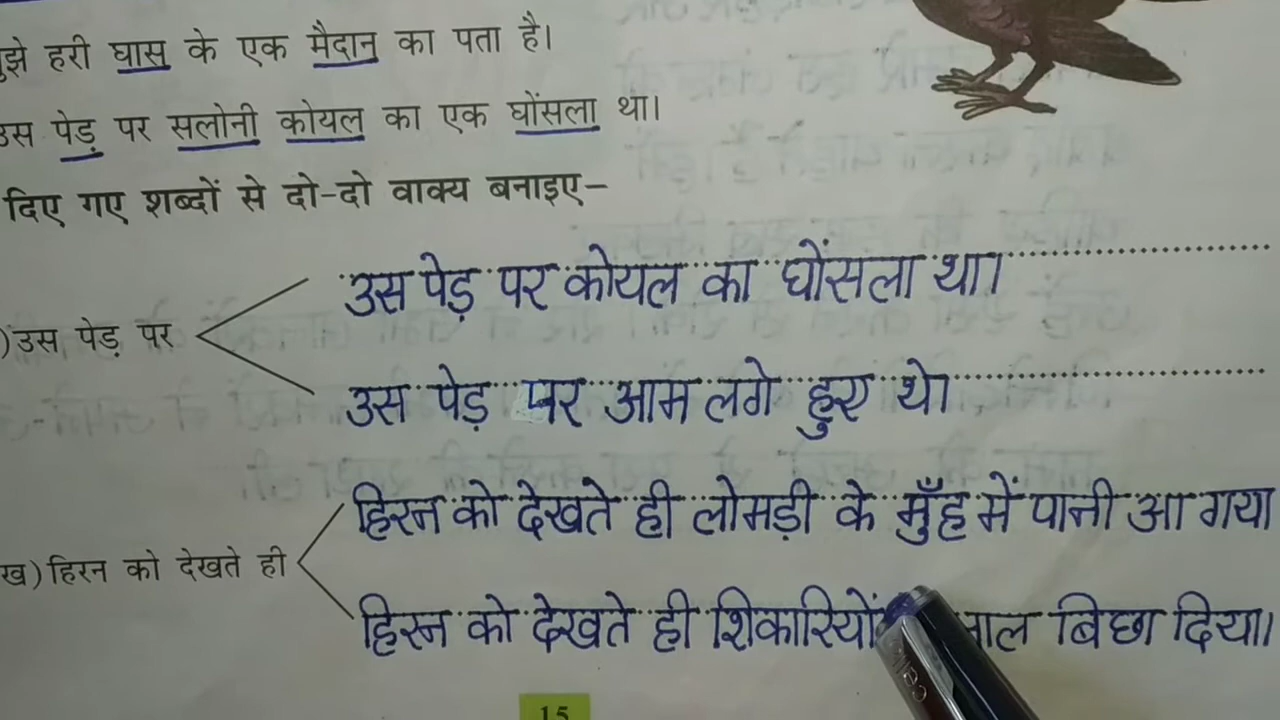 मुझे हरी घास के एक मैदान का पता है।
उस पेड़ पर सलोनी कोयल का एक घोंसला था।
दिए गए शब्दों से दो-दो वाक्य बनाइए–
उस पेड़ पर कोयल का घोंसला था।
) उस पेड़ पर
उस पेड़ पर आम लगे हुए थे।
हिरन को देखते ही लोमड़ी के मुँह में पानी आ गया
ख) हिरन को देखते ही
हिरन को देखते ही शिकारियों जाल बिछा दिया।
15